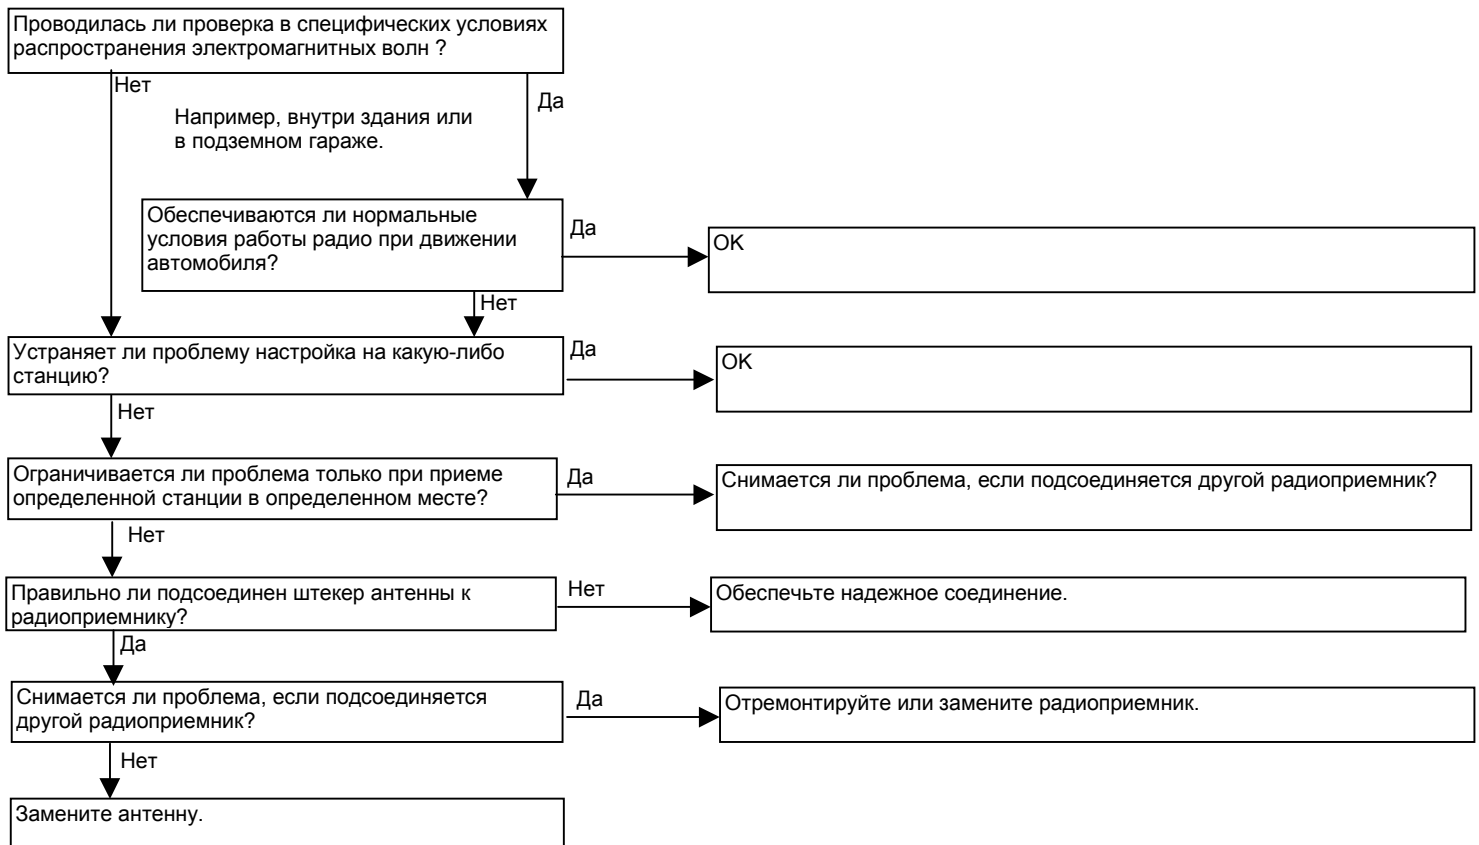 Проводилась ли проверка в специфических условиях
распространения электромагнитных волн ?
Нет
Да
Например, внутри здания или
в подземном гараже.
Обеспечиваются ли нормальные
условия работы радио при движении
автомобиля?
Да
OK
Нет
Устраняет ли проблему настройка на какую-либо
станцию?
Да
OK
Нет
Ограничивается ли проблема только при приеме
определенной станции в определенном месте?
Да
Снимается ли проблема, если подсоединяется другой радиоприемник?
Нет
Правильно ли подсоединен штекер антенны к
радиоприемнику?
Нет
Обеспечьте надежное соединение.
Да
Снимается ли проблема, если подсоединяется
другой радиоприемник?
Да
Отремонтируйте или замените радиоприемник.
Нет
Замените антенну.